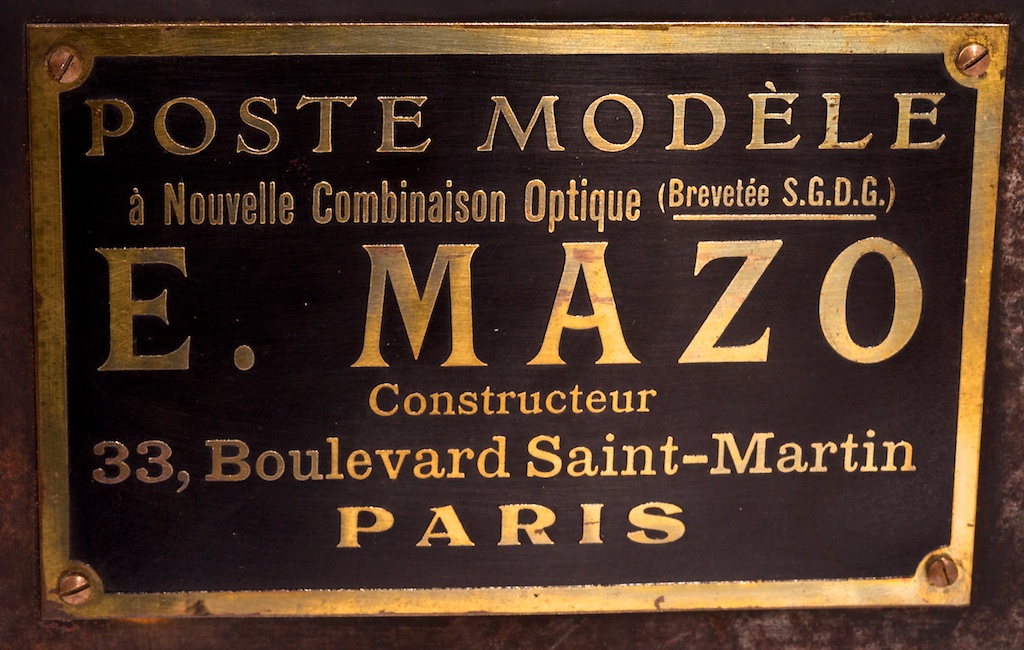 POSTE MODÈLE
à Nouvelle Combinaison Optique (Brevetée S.G.D.G.)
E. MAZO
Constructeur
33, Boulevard Saint-Martin
PARIS